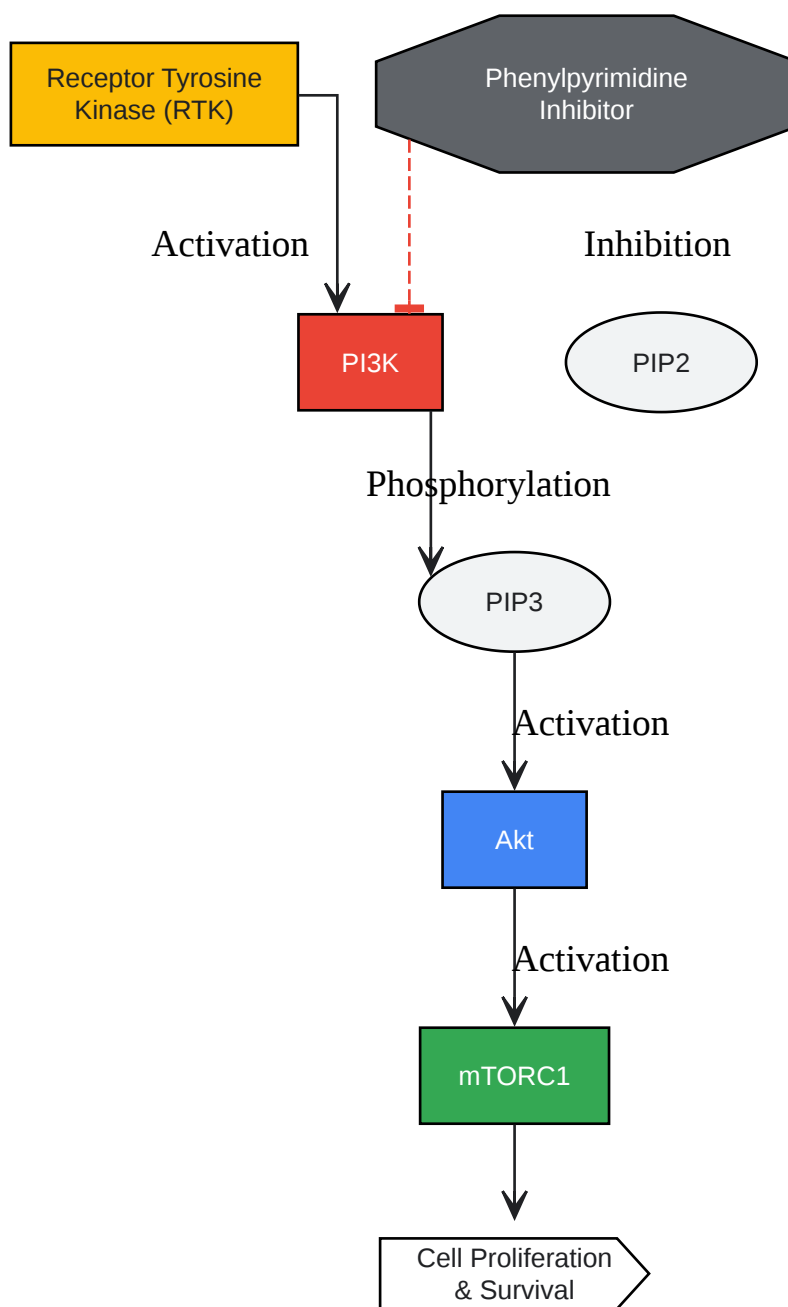 Receptor Tyrosine
Kinase (RTK)
Phenylpyrimidine
Inhibitor
Activation
Inhibition
PI3K
PIP2
Phosphorylation
PIP3
Activation
Akt
Activation
mTORC1
Cell Proliferation
& Survival